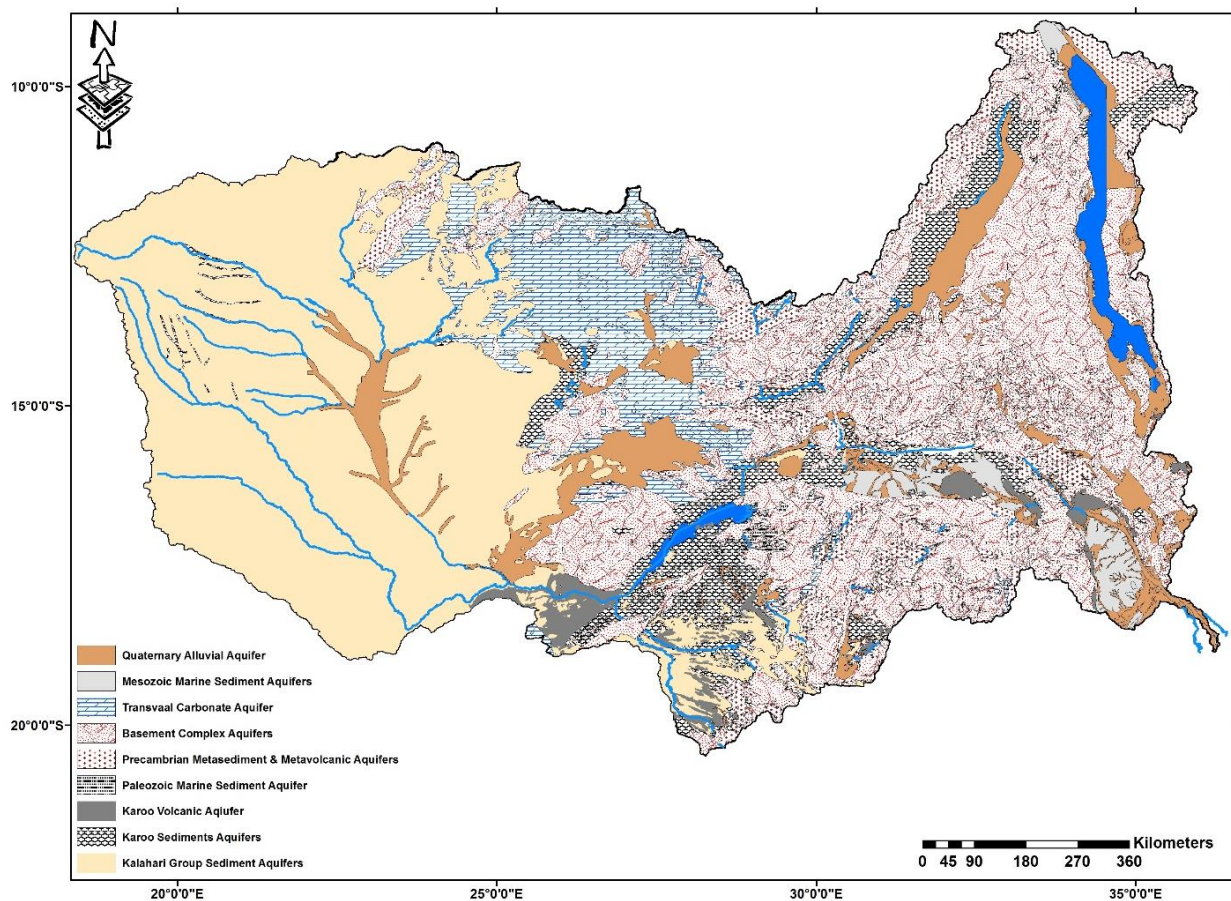 N
10°0'0"S
15°0'0"S
20°0'0"S
Quaternary Alluvial Aquifer
Mesozoic Marine Sediment Aquifers
Transvaal Carbonate Aquifer
Basement Complex Aquifers
Precambrian Metasediment & Metavolcanic Aquifers
Paleozoic Marine Sediment Aquifer
Karoo Volcanic Aqiufer
Karoo Sediments Aquifers
Kalahari Group Sediment Aquifers
Kilometers
0 45 90 180 270 360
20°0'0"E 25°0'0"E 30°0'0"E 35°0'0"E